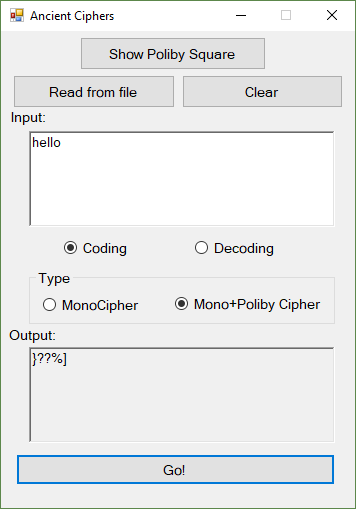 Ancient Ciphers
Show Poliby Square
Read from file Clear
Input:
hello
Coding Decoding
Type
MonoCipher Mono+Poliby Cipher
Output:
}??%]
Go!